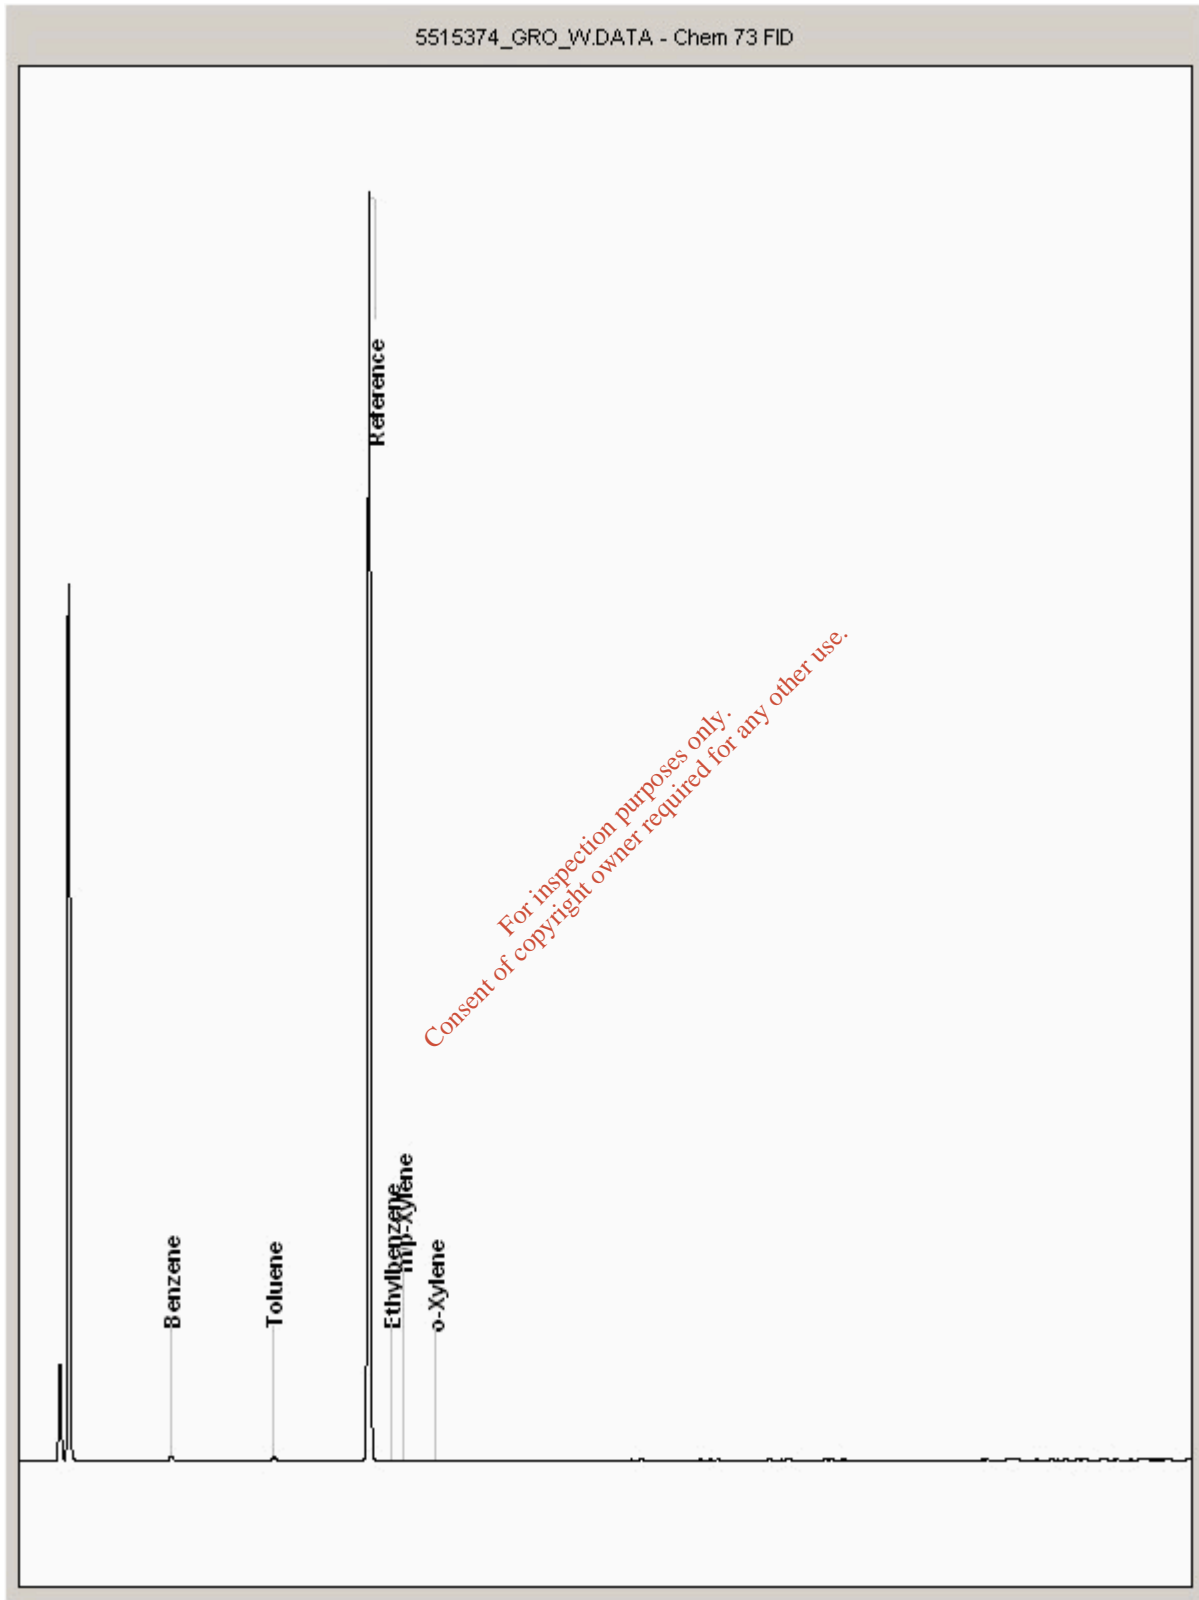 5515374_GRO_W.DATA - Chem 73 FID
Reference
For inspection purposes only.
Consent of copyright owner required for any other use.
Benzene
Toluene
Ethylbenzene
m/p-Xylene
o-Xylene